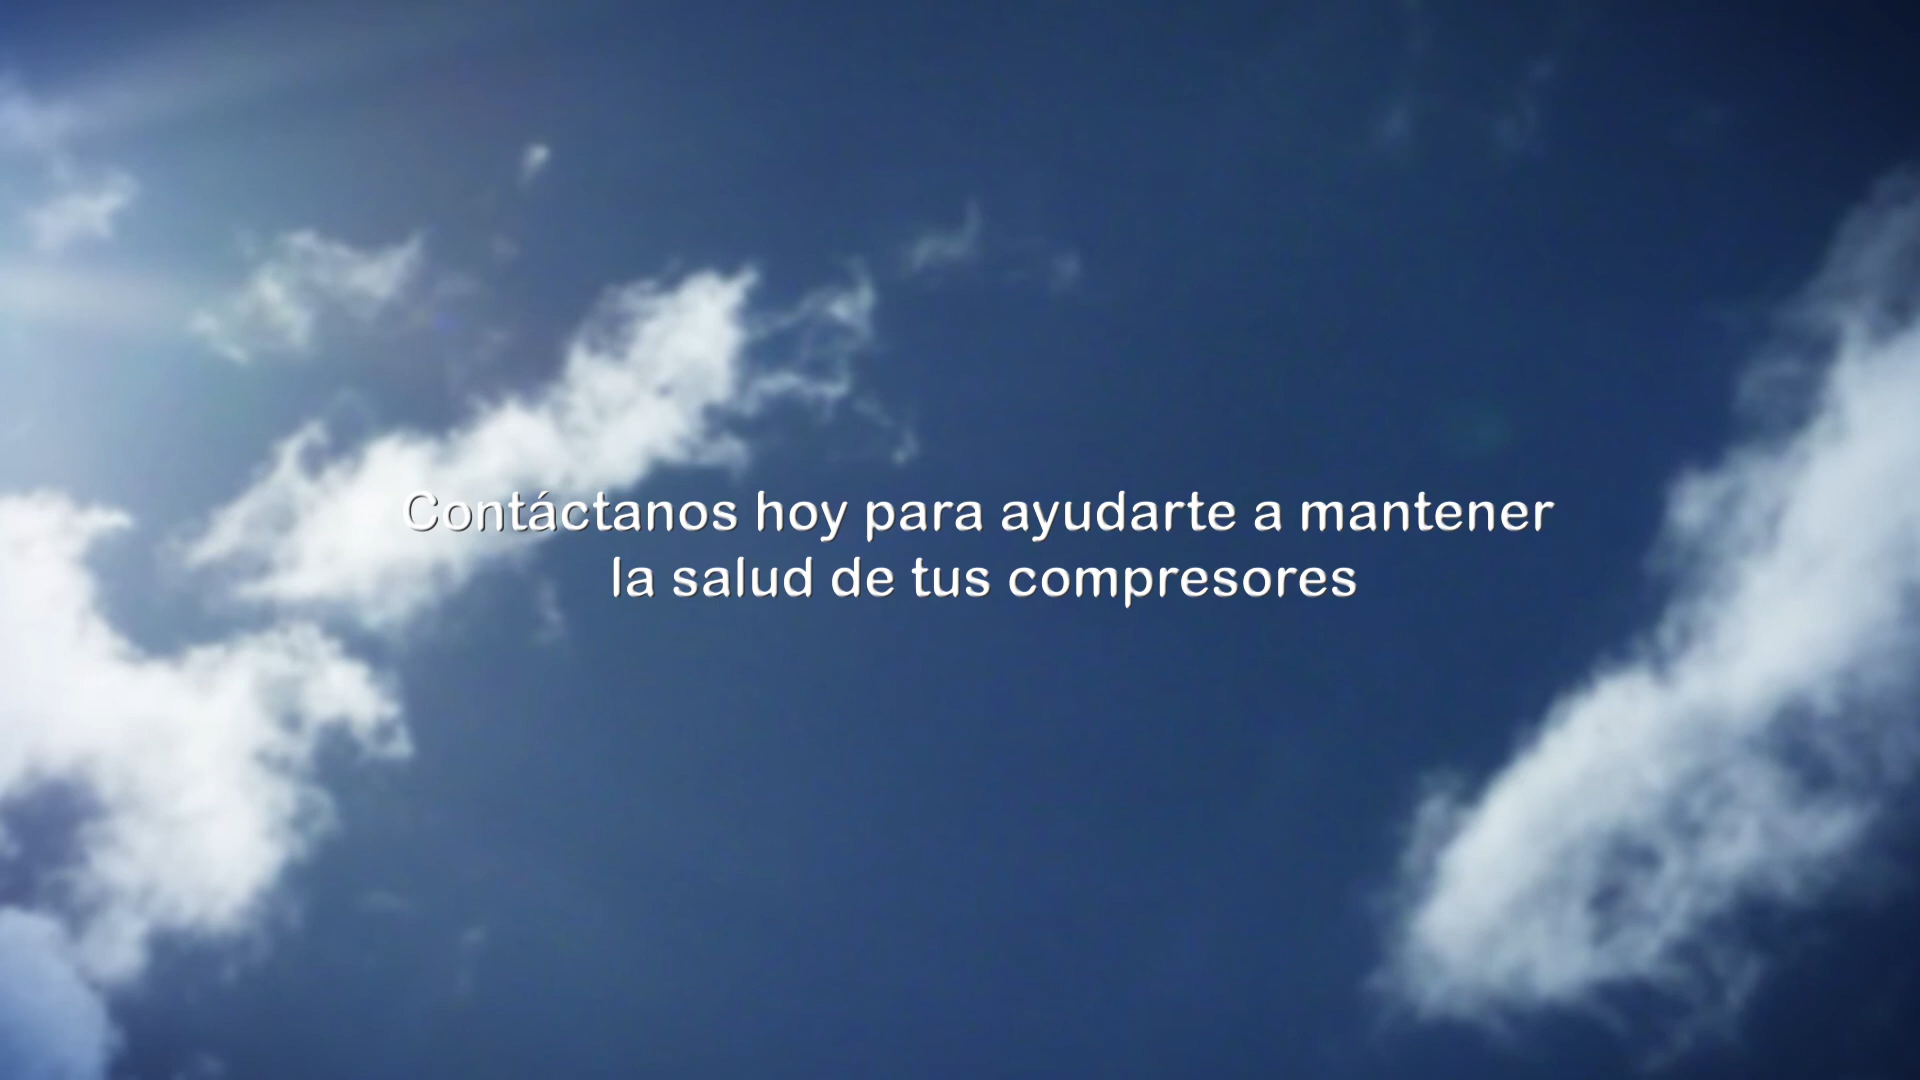 Contáctanos hoy para ayudarte a mantener
la salud de tus compresores